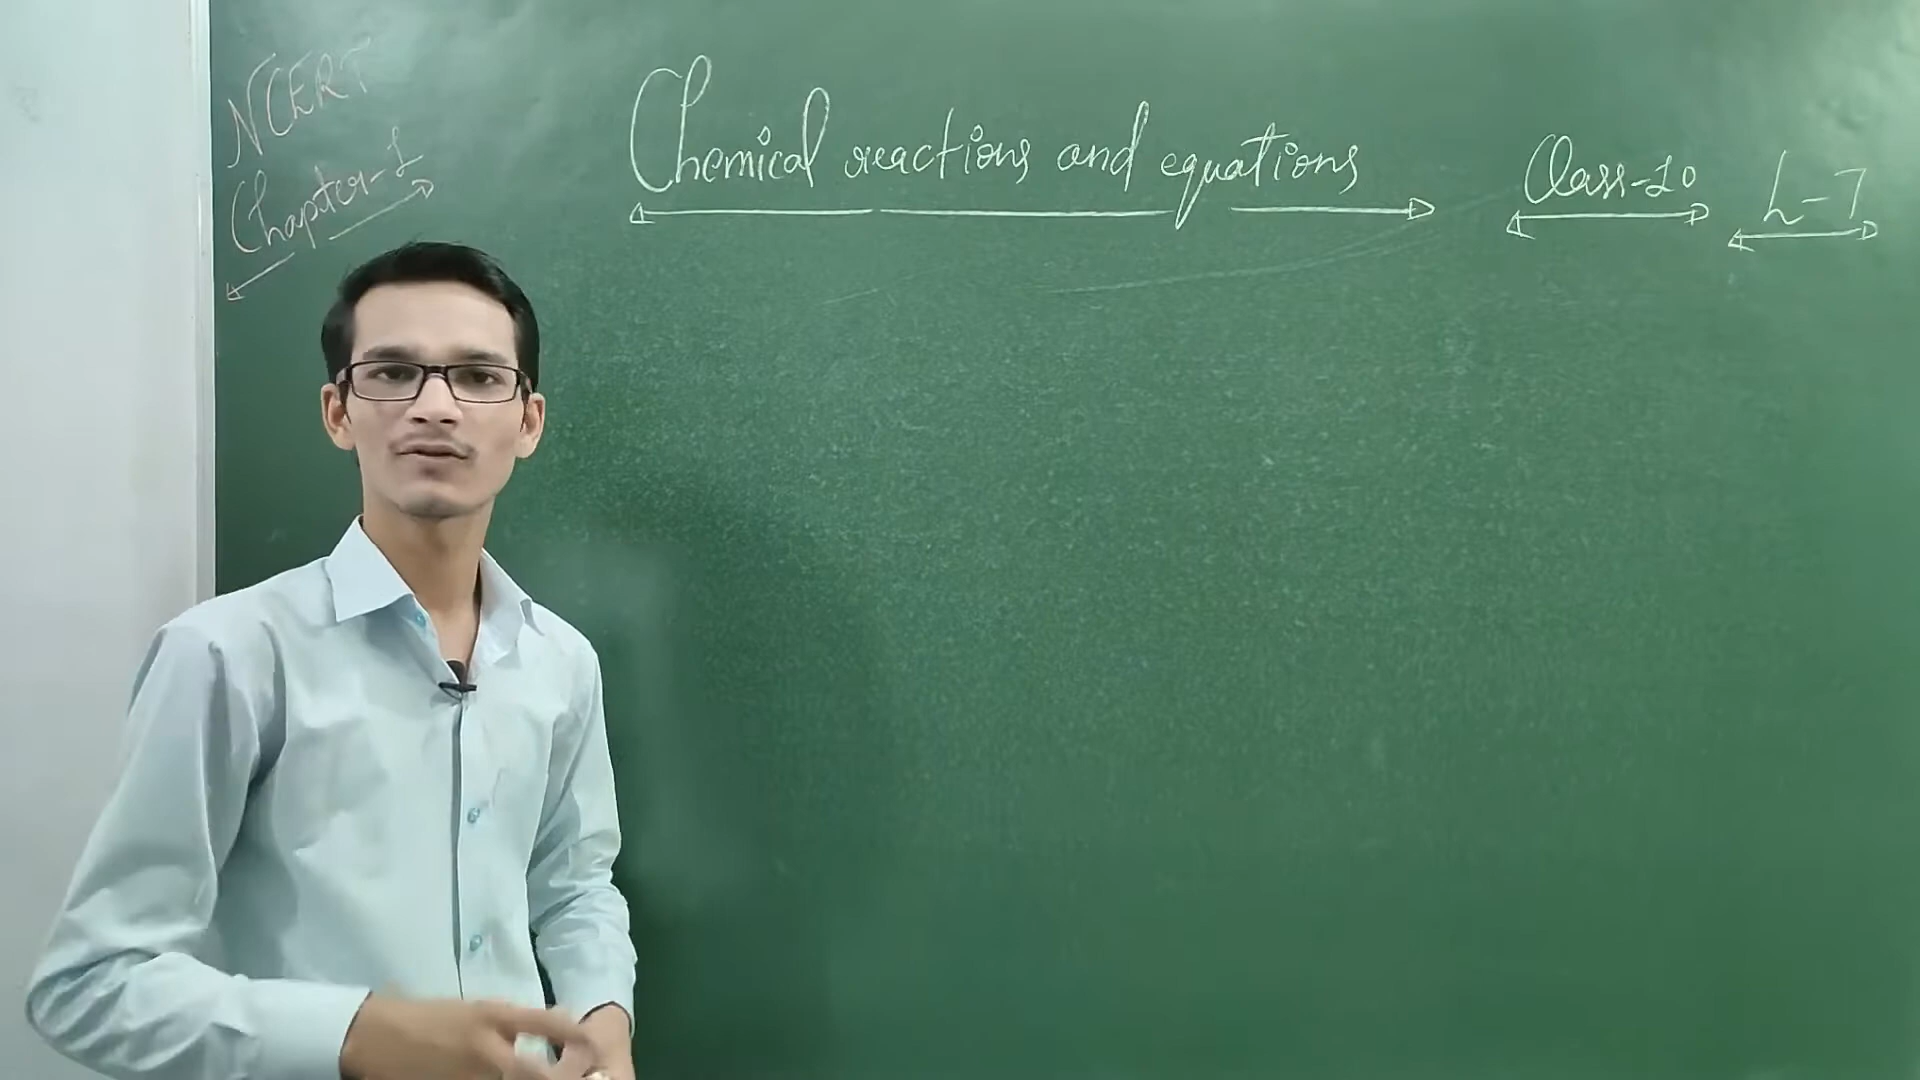 NCERT
Chapter-1
Chemical reactions and equations
Class-10
L-7